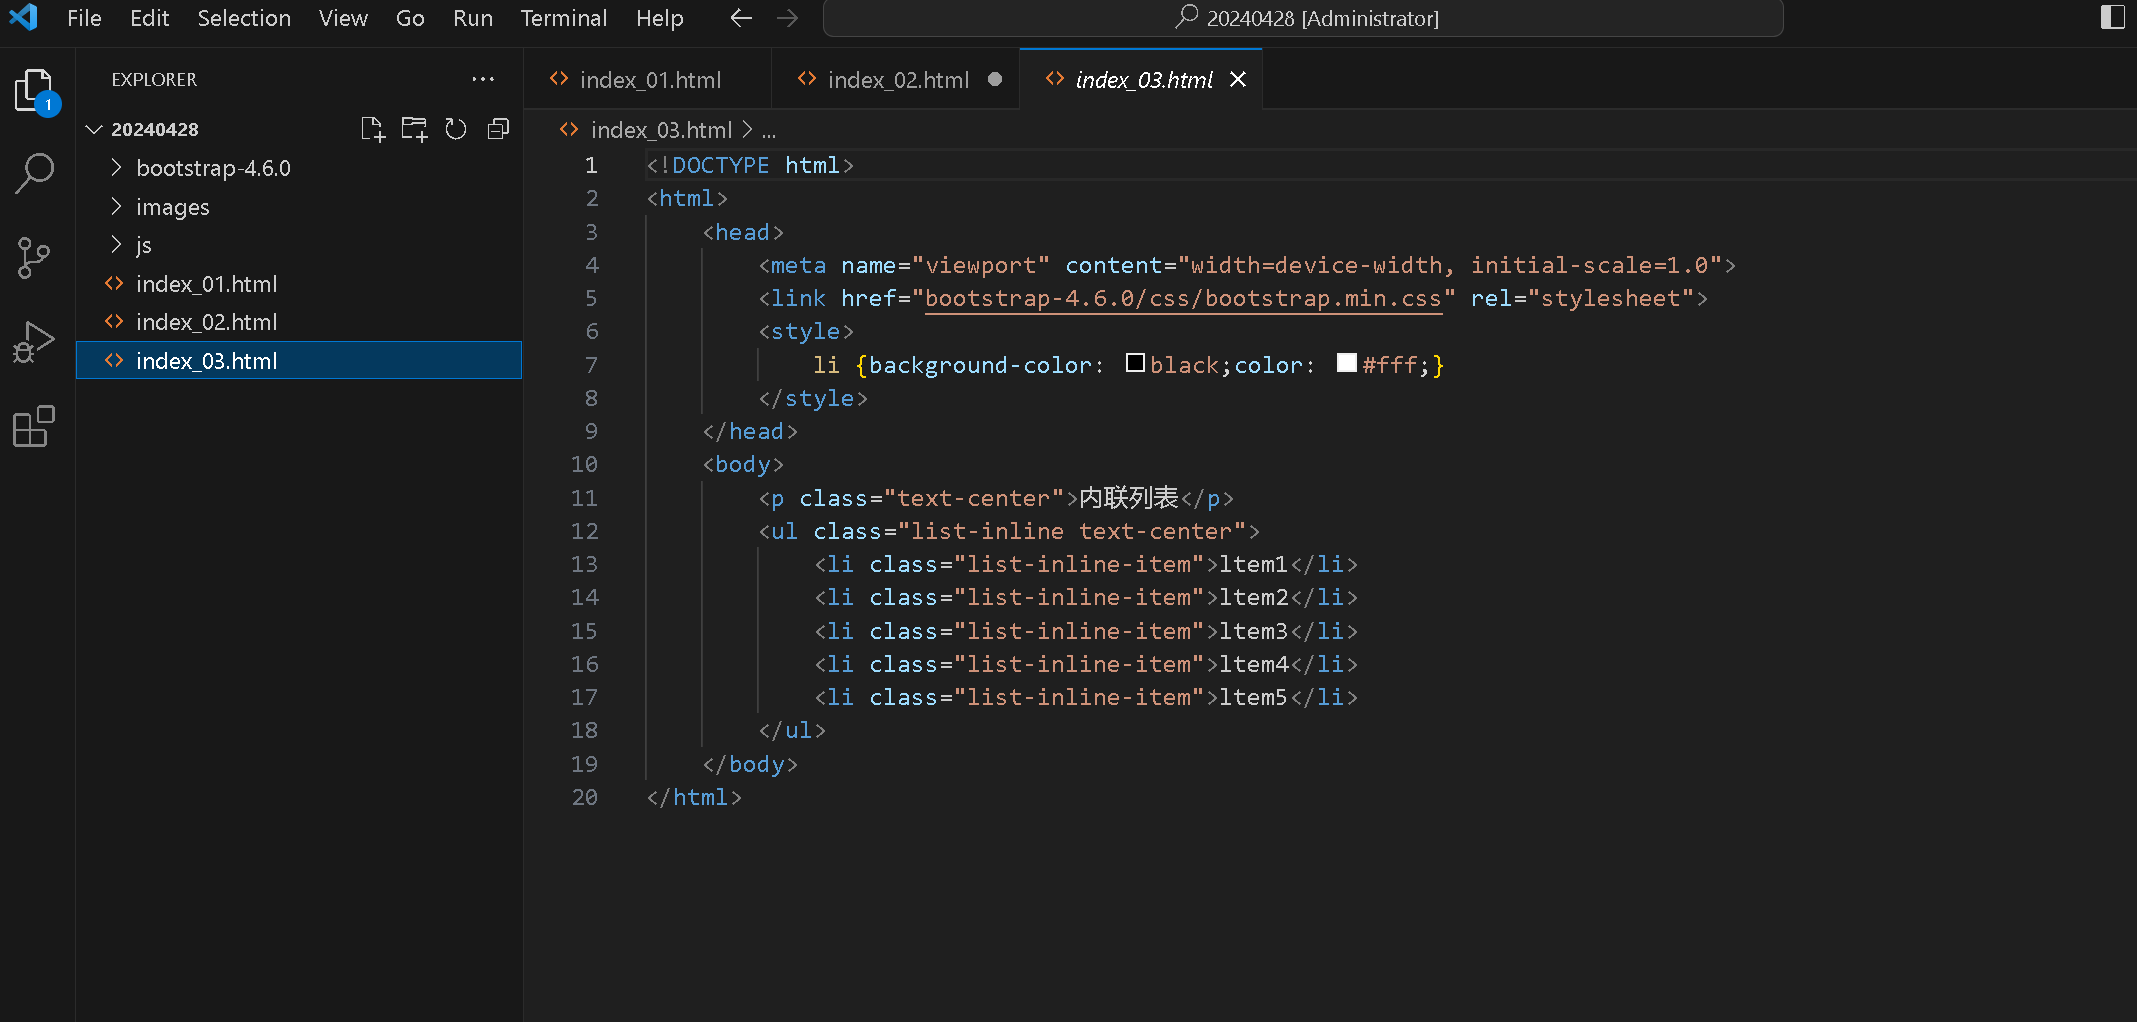 File Edit Selection View Go Run Terminal Help
20240428 [Administrator]
1
EXPLORER ...
20240428
bootstrap-4.6.0
images
js
index_01.html
index_02.html
index_03.html
index_01.html index_02.html index_03.html
index_03.html > ...
1 <!DOCTYPE html>
2 <html>
3 <head>
4 <meta name="viewport" content="width=device-width, initial-scale=1.0">
5 <link href="bootstrap-4.6.0/css/bootstrap.min.css" rel="stylesheet">
6 <style>
7 li {background-color: black;color: #fff;}
8 </style>
9 </head>
10 <body>
11 <p class="text-center">内联列表</p>
12 <ul class="list-inline text-center">
13 <li class="list-inline-item">ltem1</li>
14 <li class="list-inline-item">ltem2</li>
15 <li class="list-inline-item">ltem3</li>
16 <li class="list-inline-item">ltem4</li>
17 <li class="list-inline-item">ltem5</li>
18 </ul>
19 </body>
20 </html>